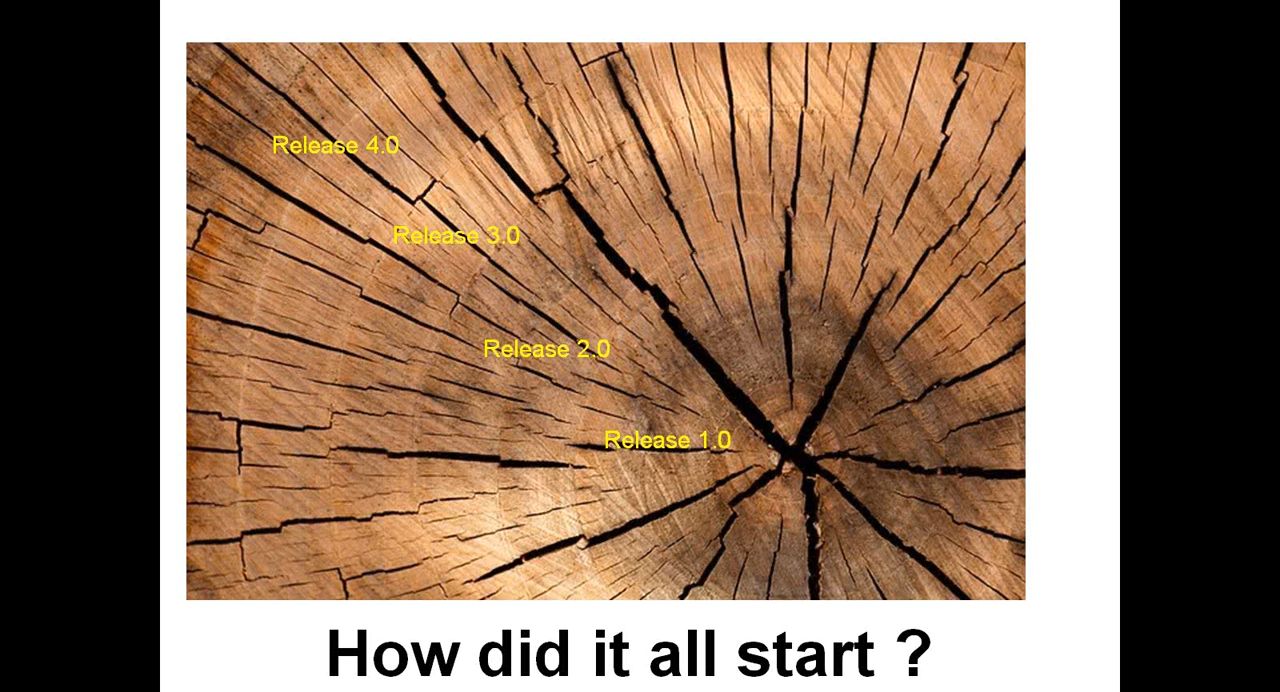 Release 4.0
Release 3.0
Release 2.0
Release 1.0
How did it all start ?